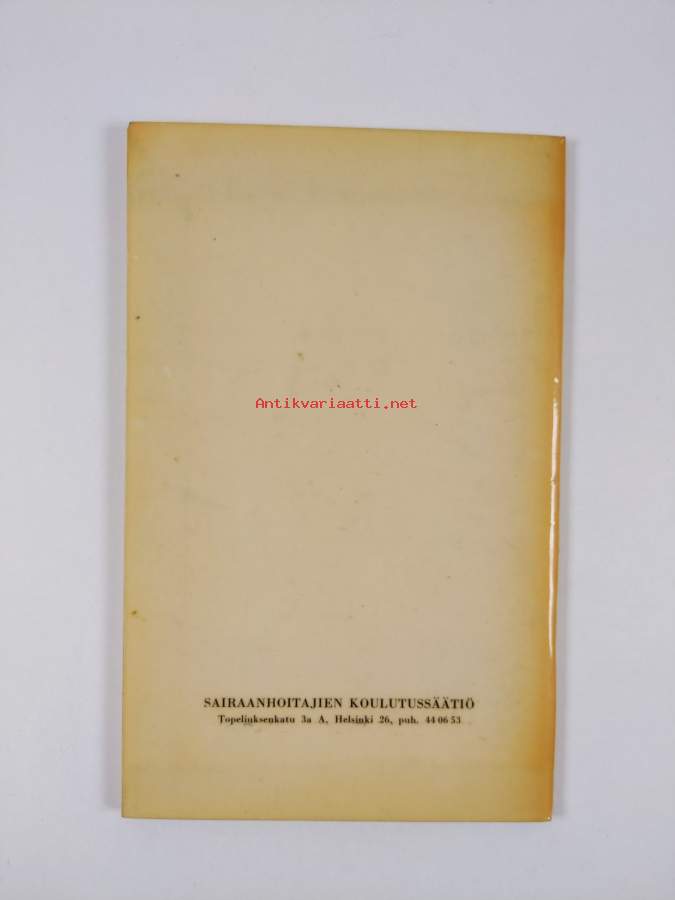 Antikvariaatti.net
SAIRAANHOITAJIEN KOULUTUSSÄÄTIÖ
Topeliuksenkatu 3a A, Helsinki 26, puh. 44 06 53